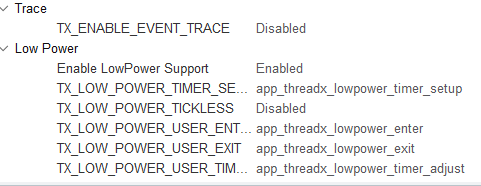 Trace
TX_ENABLE_EVENT_TRACE Disabled
Low Power
Enable LowPower Support Enabled
TX_LOW_POWER_TIMER_SE... app_threadx_lowpower_timer_setup
TX_LOW_POWER_TICKLESS Disabled
TX_LOW_POWER_USER_ENT... app_threadx_lowpower_enter
TX_LOW_POWER_USER_EXIT app_threadx_lowpower_exit
TX_LOW_POWER_USER_TIM... app_threadx_lowpower_timer_adjust